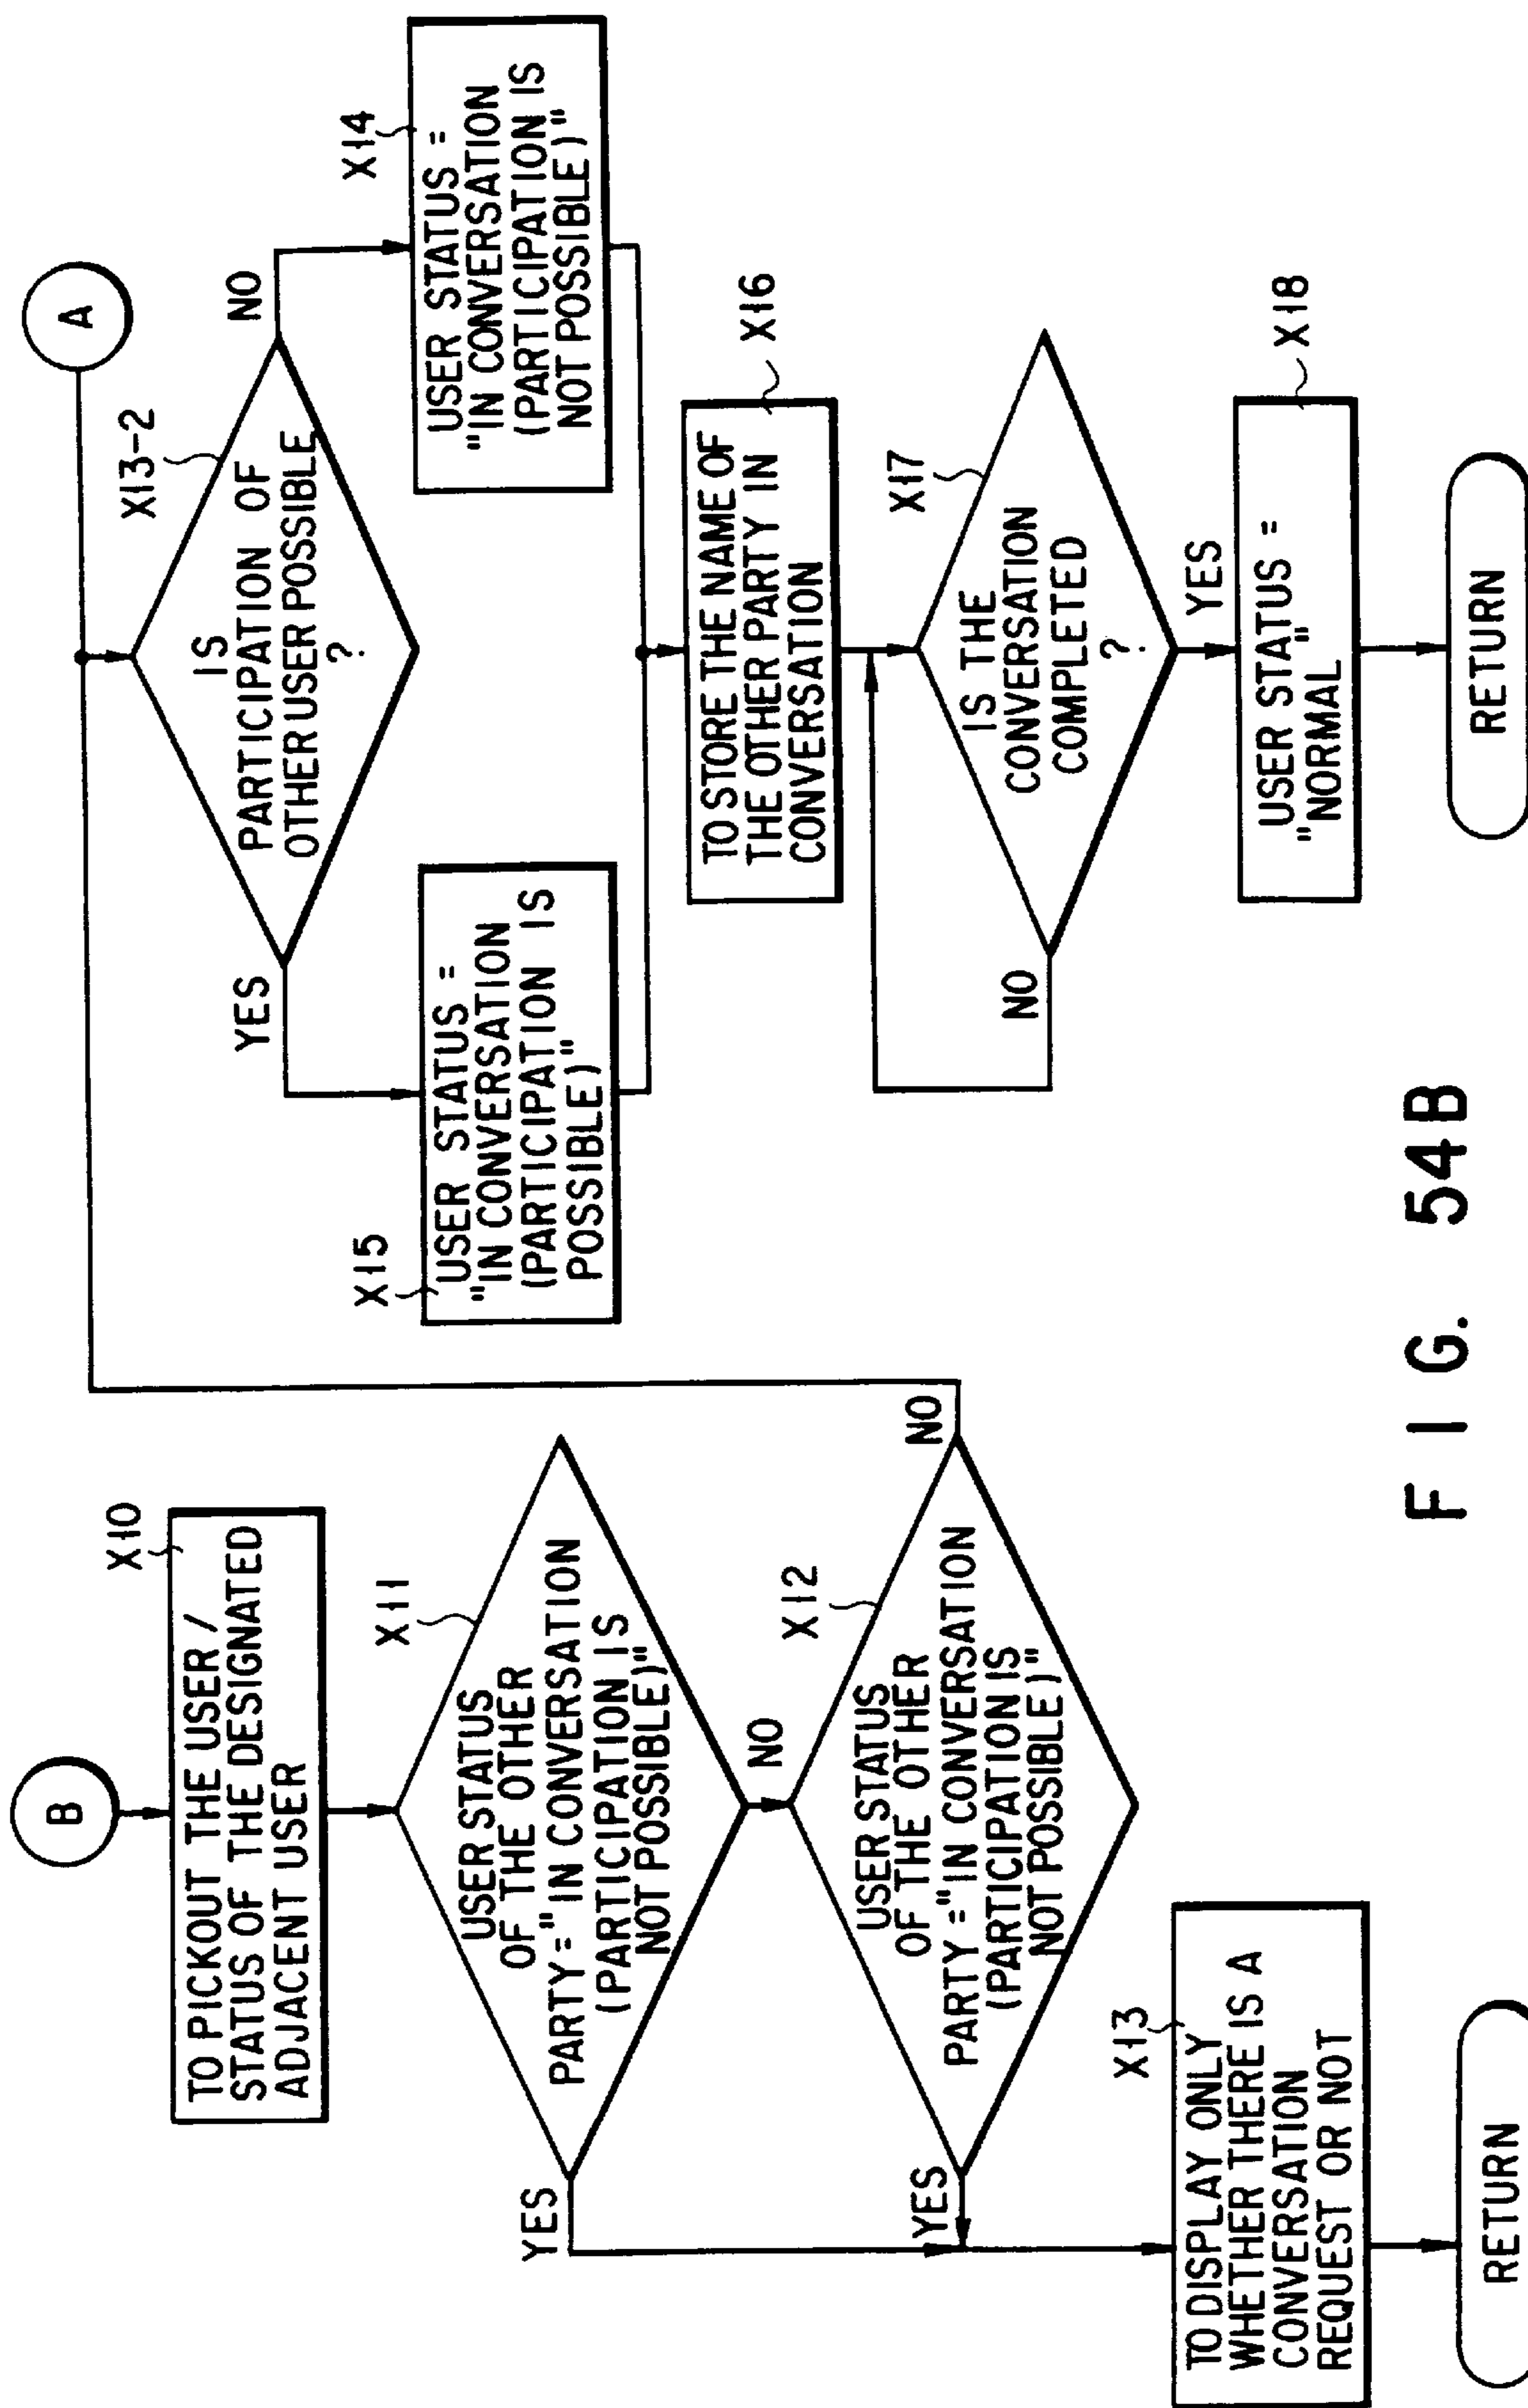 B
X10
TO PICKOUT THE USER /
STATUS OF THE DESIGNATED
ADJACENT USER
X11
USER STATUS
OF THE OTHER
PARTY="IN CONVERSATION
(PARTICIPATION IS
NOT POSSIBLE)"
YES
NO
X12
USER STATUS
OF THE OTHER
PARTY="IN CONVERSATION
(PARTICIPATION IS
NOT POSSIBLE)"
YES
NO
X13
TO DISPLAY ONLY
WHETHER THERE IS A
CONVERSATION
REQUEST OR NOT
RETURN
A
X13-2
IS
PARTICIPATION OF
OTHER USER POSSIBLE
?
YES
NO
X15
USER STATUS =
"IN CONVERSATION
(PARTICIPATION IS
POSSIBLE)"
X14
USER STATUS =
"IN CONVERSATION
(PARTICIPATION IS
NOT POSSIBLE)"
X16
TO STORE THE NAME OF
THE OTHER PARTY IN
CONVERSATION
X17
IS THE
CONVERSATION
COMPLETED
?
NO
YES
X18
USER STATUS =
"NORMAL"
RETURN
FIG. 54B